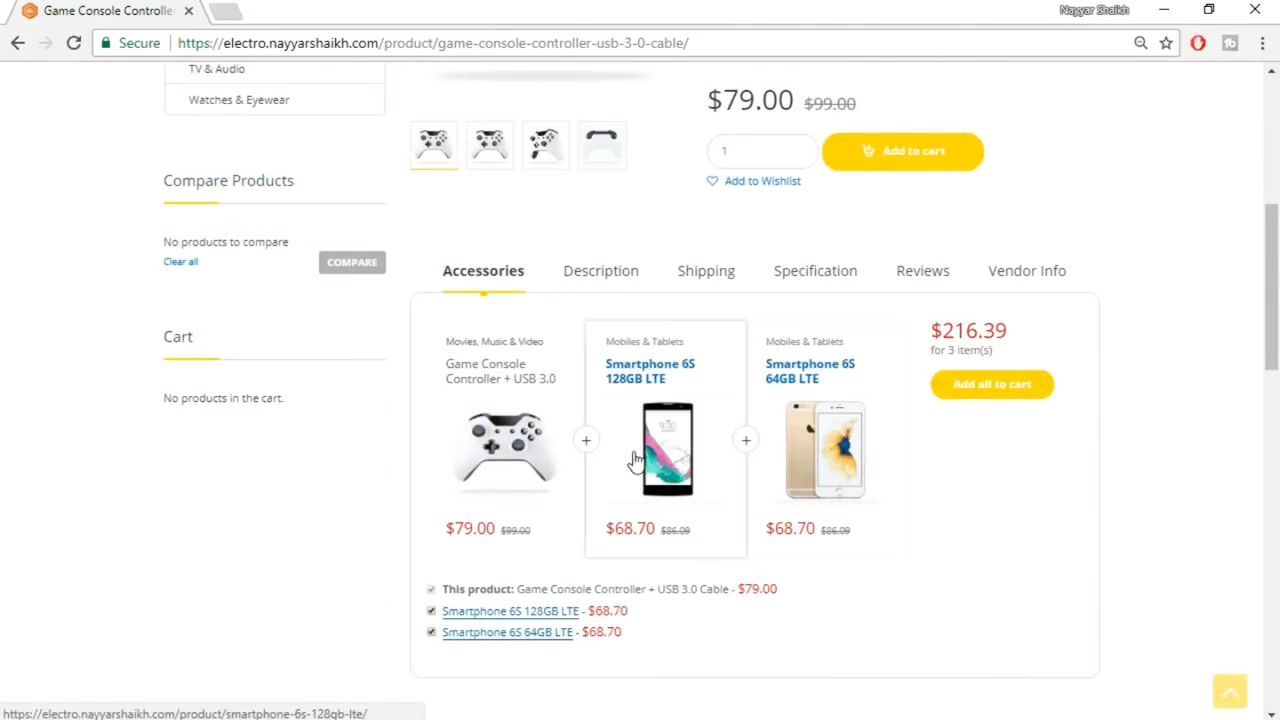 Game Console Controlle
Nayyar Shaikh
Secure
https://electro.nayyarshaikh.com/product/game-console-controller-usb-3-0-cable/
TV & Audio
Watches & Eyewear
$79.00 $99.00
1
Add to cart
Add to Wishlist
Compare Products
No products to compare
Clear all
COMPARE
Cart
No products in the cart.
Accessories Description Shipping Specification Reviews Vendor Info
Movies, Music & Video
Game Console
Controller + USB 3.0
$79.00 $99.00
+
Mobiles & Tablets
Smartphone 6S
128GB LTE
$68.70 $86.09
+
Mobiles & Tablets
Smartphone 6S
64GB LTE
$68.70 $86.09
$216.39
for 3 item(s)
Add all to cart
This product: Game Console Controller + USB 3.0 Cable - $79.00
Smartphone 6S 128GB LTE - $68.70
Smartphone 6S 64GB LTE - $68.70
https://electro.nayyarshaikh.com/product/smartphone-6s-128gb-lte/